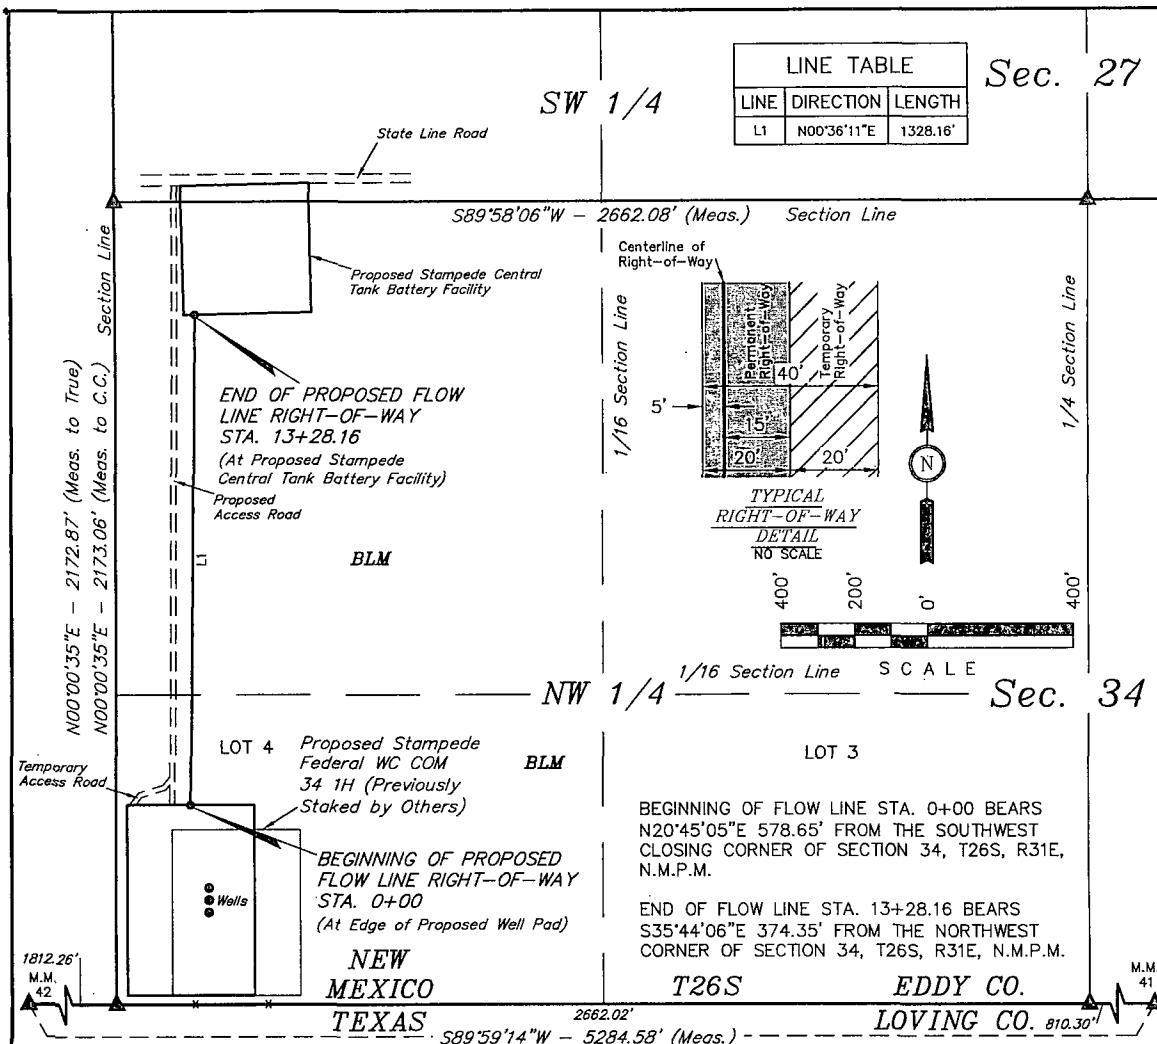 LINE TABLE
LINE DIRECTION LENGTH
L1 N00°36'11"E 1328.16'
Sec. 27
SW 1/4
State Line Road
S89°58'06"W - 2662.08' (Meas.) Section Line
Section Line
Proposed Stampede Central
Tank Battery Facility
Centerline of
Right-of-Way
Permanent
Right-of-Way
Temporary
Right-of-Way
40'
5'
15'
20' 20'
TYPICAL
RIGHT-OF-WAY
DETAIL
NO SCALE
1/16 Section Line
1/4 Section Line
N
N00°00'35"E - 2172.87' (Meas. to True)
N00°00'35"E - 2173.06' (Meas. to C.C.)
END OF PROPOSED FLOW
LINE RIGHT-OF-WAY
STA. 13+28.16
(At Proposed Stampede
Central Tank Battery Facility)
Proposed
Access Road
L1
BLM
400' 200' 0' 400'
SCALE
1/16 Section Line
NW 1/4
Sec. 34
LOT 4
Proposed Stampede
Federal WC COM
34 1H (Previously
Staked by Others)
BLM
LOT 3
Temporary
Access Road
BEGINNING OF FLOW LINE STA. 0+00 BEARS
N20°45'05"E 578.65' FROM THE SOUTHWEST
CLOSING CORNER OF SECTION 34, T26S, R31E,
N.M.P.M.
BEGINNING OF PROPOSED
FLOW LINE RIGHT-OF-WAY
STA. 0+00
(At Edge of Proposed Well Pad)
Wells
END OF FLOW LINE STA. 13+28.16 BEARS
S35°44'06"E 374.35' FROM THE NORTHWEST
CORNER OF SECTION 34, T26S, R31E, N.M.P.M.
1812.26'
M.M.
42
NEW
MEXICO
T26S
EDDY CO.
M.M.
41
TEXAS
2662.02'
LOVING CO.
810.30'
S89°59'14"W - 5284.58' (Meas.)